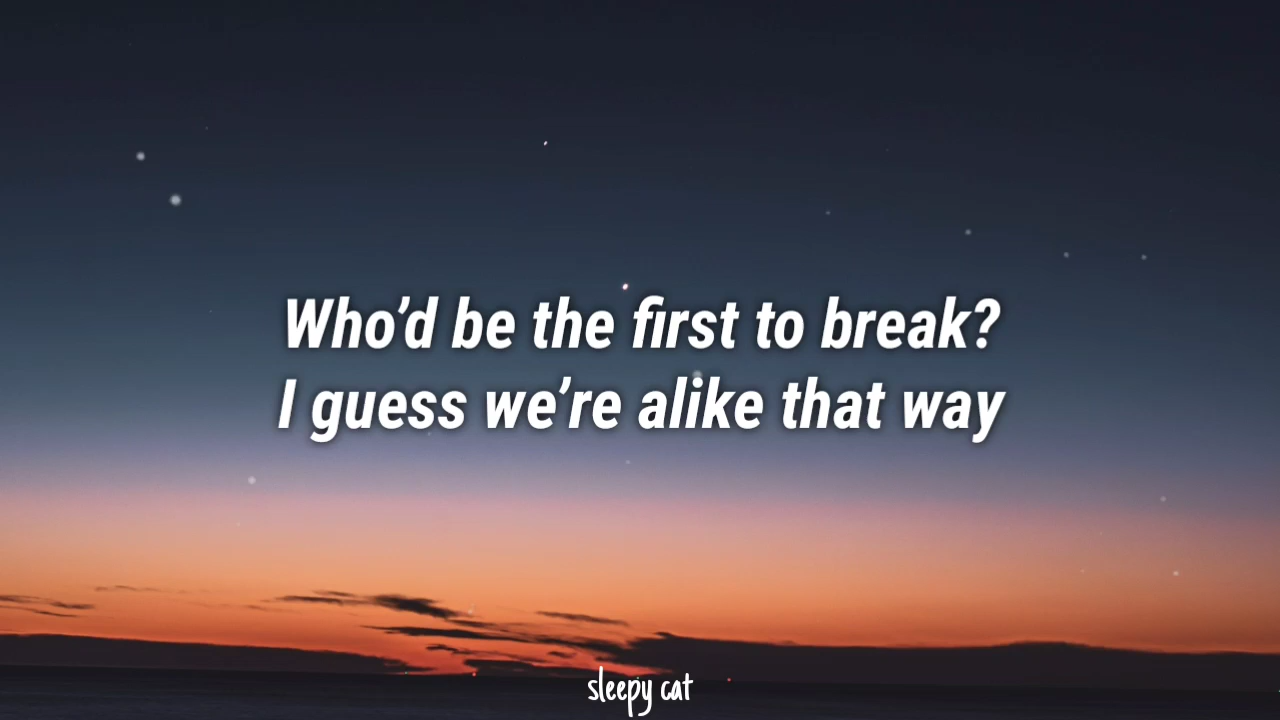 Who’d be the first to break?
I guess we’re alike that way
sleepy cat